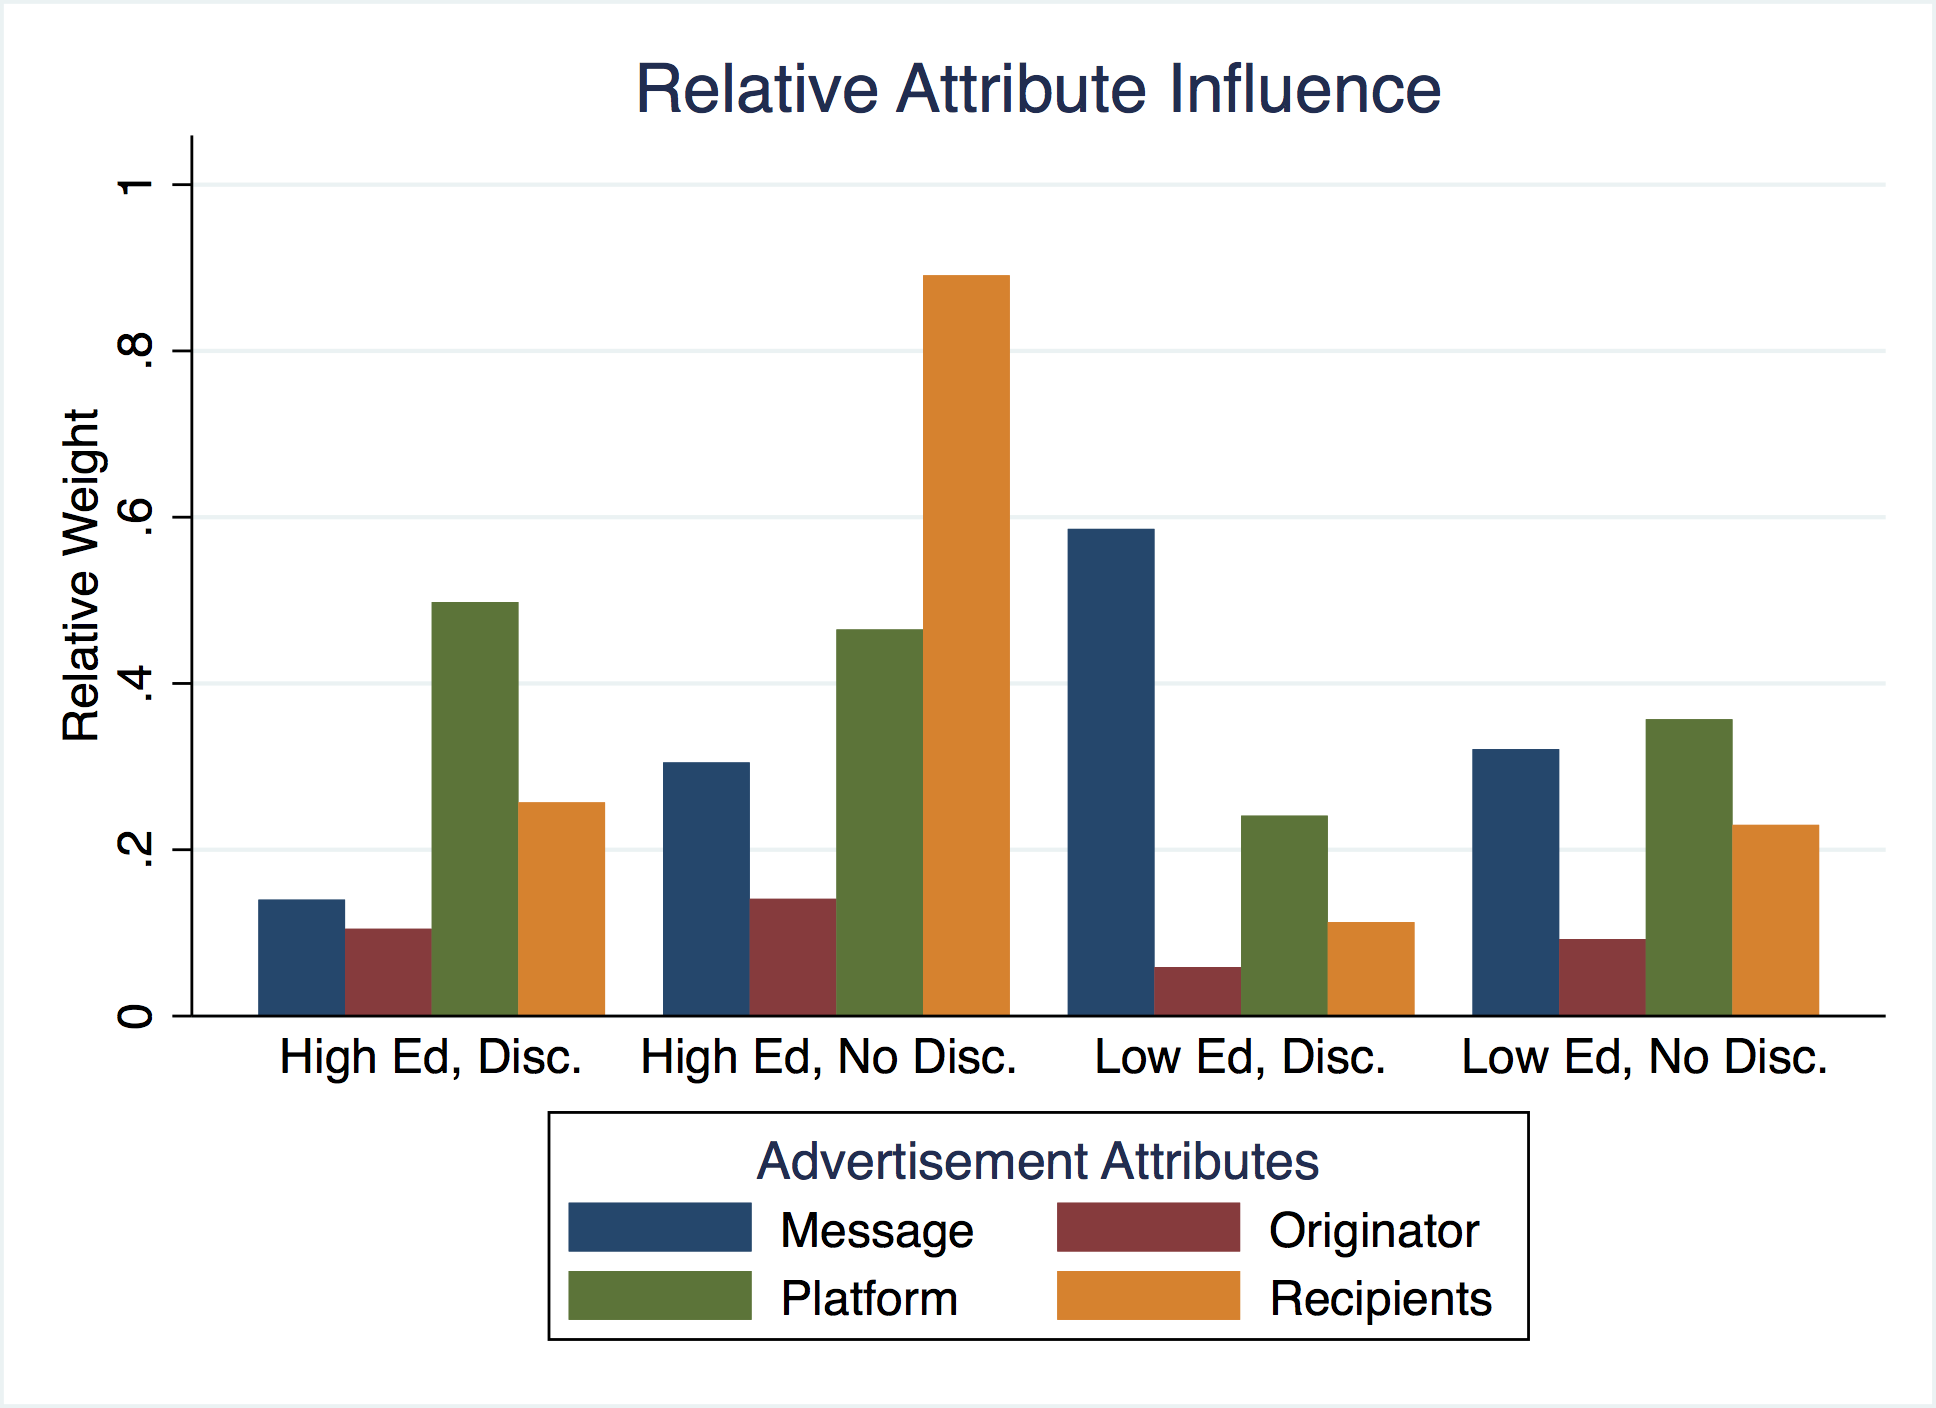 Relative Attribute Influence
Relative Weight
1
.8
.6
.4
.2
0
High Ed, Disc.
High Ed, No Disc.
Low Ed, Disc.
Low Ed, No Disc.
Advertisement Attributes
Message
Originator
Platform
Recipients